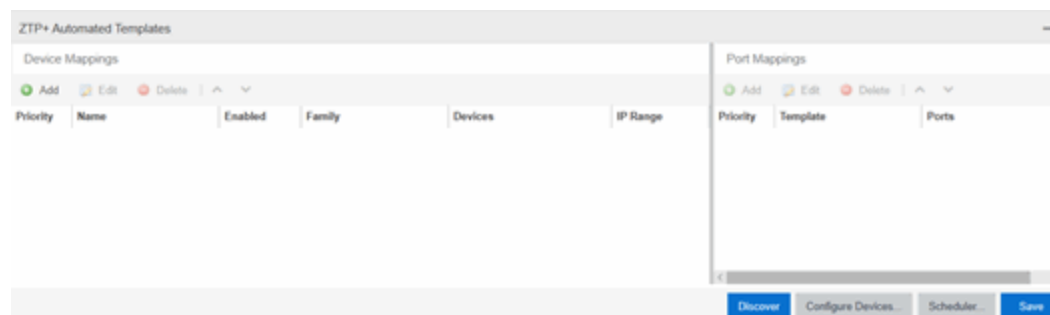 ZTP+ Automated Templates
Device Mappings
Port Mappings
Add Edit Delete
Add Edit Delete
Priority Name Enabled Family Devices IP Range
Priority Template Ports
Discover Configure Devices... Scheduler... Save